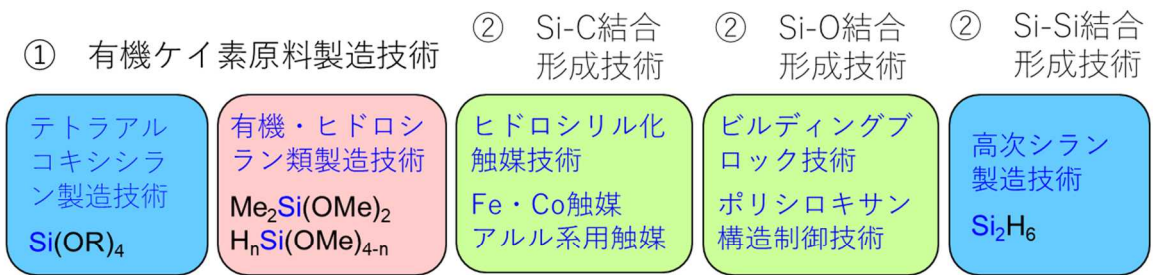 ① 有機ケイ素原料製造技術
② Si-C結合
形成技術
② Si-O結合
形成技術
② Si-Si結合
形成技術
テトラアル
コキシシラ
ン製造技術
Si(OR)4
有機・ヒドロシ
ラン類製造技術
Me2Si(OMe)2
HnSi(OMe)4-n
ヒドロシリル化
触媒技術
Fe・Co触媒
アルル系用触媒
ビルディングブ
ロック技術
ポリシロキサン
構造制御技術
高次シラン
製造技術
Si2H6